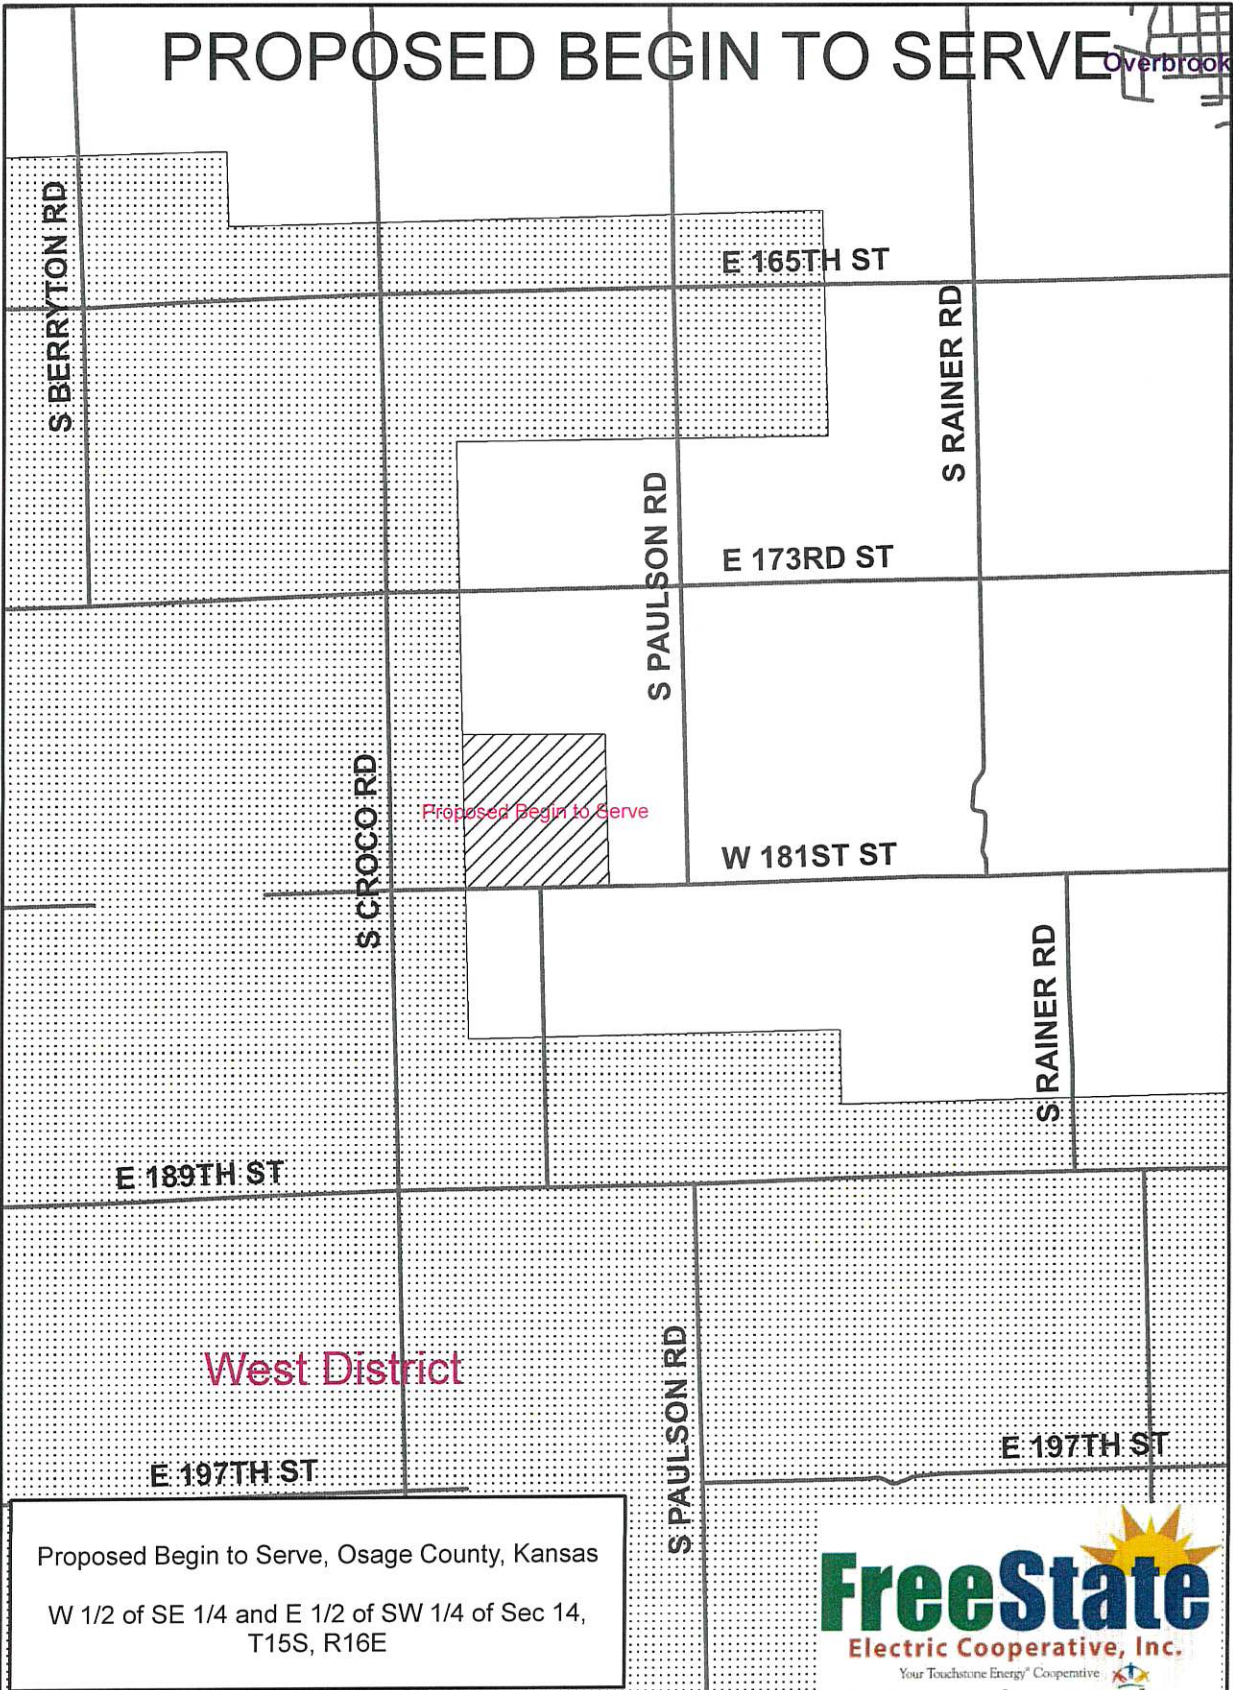 PROPOSED BEGIN TO SERVE
Overbrook
S BERRYTON RD
E 165TH ST
S RAINER RD
S PAULSON RD
E 173RD ST
S CROCO RD
Proposed Begin to Serve
W 181ST ST
S RAINER RD
E 189TH ST
West District
S PAULSON RD
E 197TH ST
E 197TH ST
Proposed Begin to Serve, Osage County, Kansas
W 1/2 of SE 1/4 and E 1/2 of SW 1/4 of Sec 14,
T15S, R16E
FreeState
Electric Cooperative, Inc.
Your Touchstone Energy® Cooperative